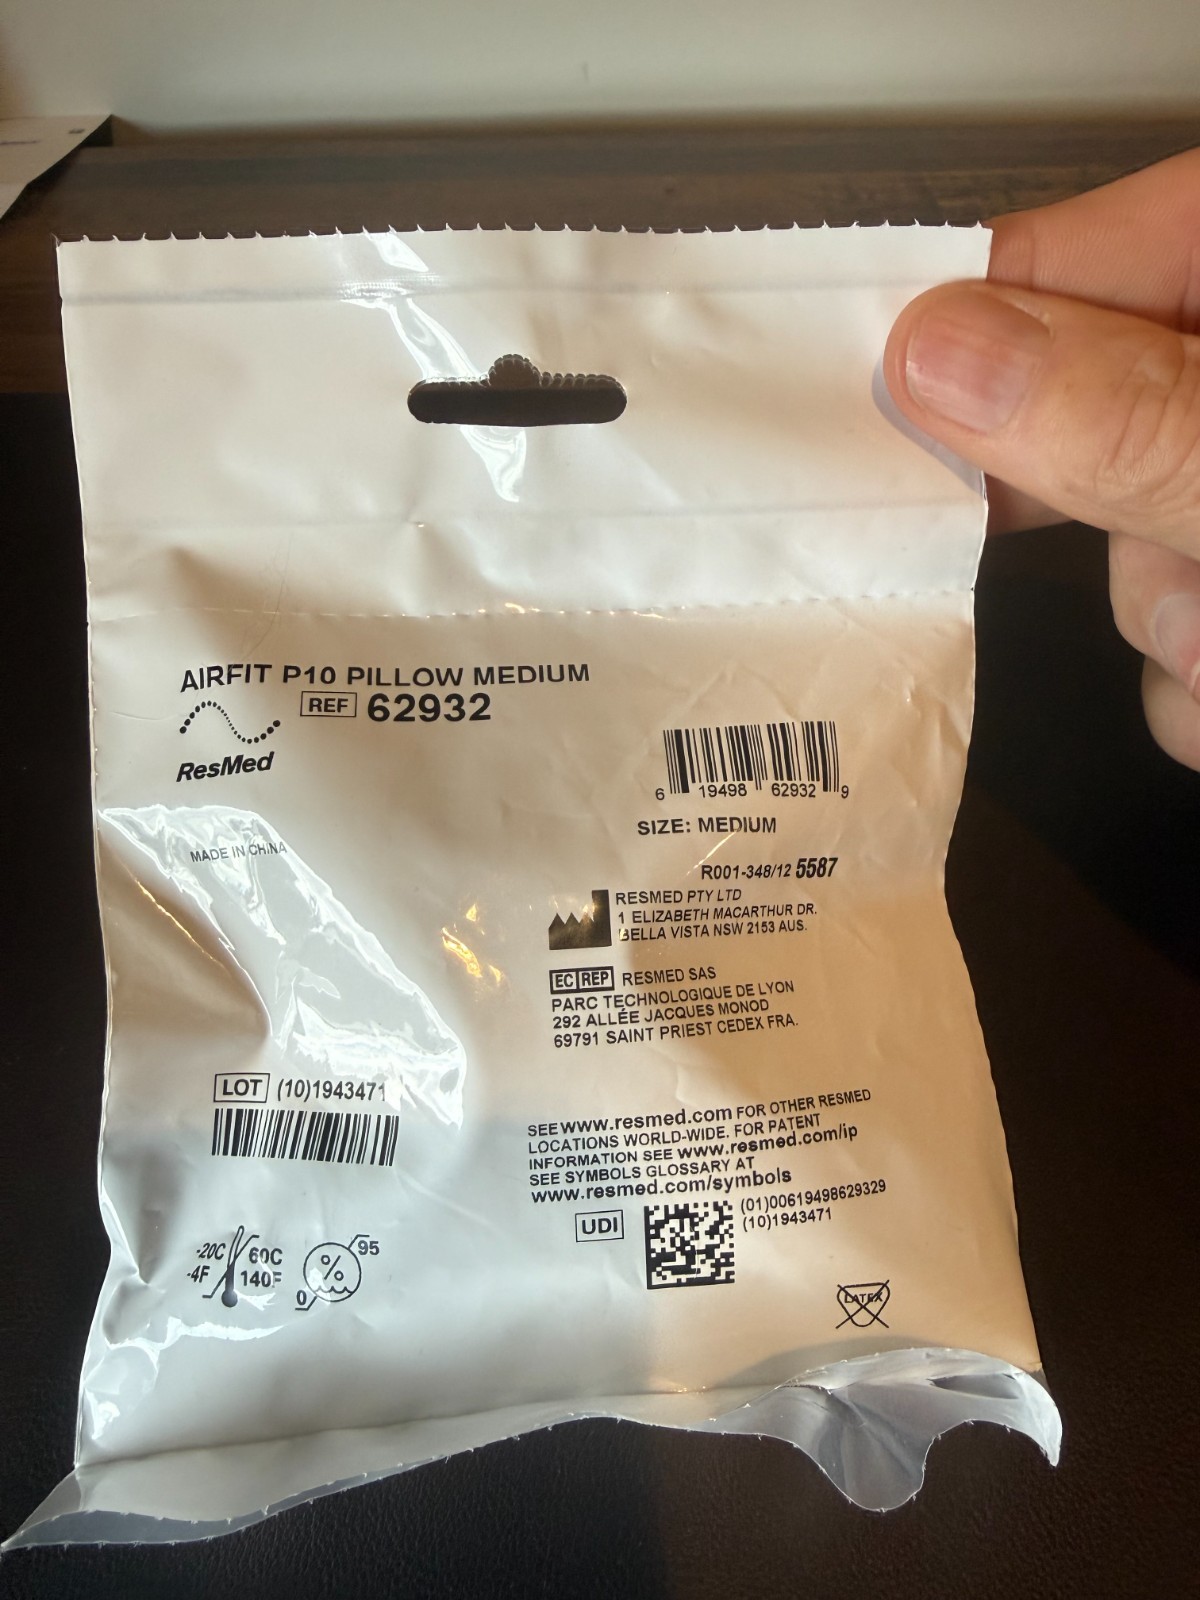 AIRFIT P10 PILLOW MEDIUM
REF 62932
ResMed
6 19498 62932 9
SIZE: MEDIUM
MADE IN CHINA
R001-348/12 5587
RESMED PTY LTD
1 ELIZABETH MACARTHUR DR.
BELLA VISTA NSW 2153 AUS.
EC REP RESMED SAS
PARC TECHNOLOGIQUE DE LYON
292 ALLÉE JACQUES MONOD
69791 SAINT PRIEST CEDEX FRA.
LOT (10)1943471
SEE www.resmed.com FOR OTHER RESMED
LOCATIONS WORLD-WIDE. FOR PATENT
INFORMATION SEE www.resmed.com/ip
SEE SYMBOLS GLOSSARY AT
www.resmed.com/symbols
UDI
(01)00619498629329
(10)1943471
-20C 60C
-4F 140F
% 95
0
LATEX